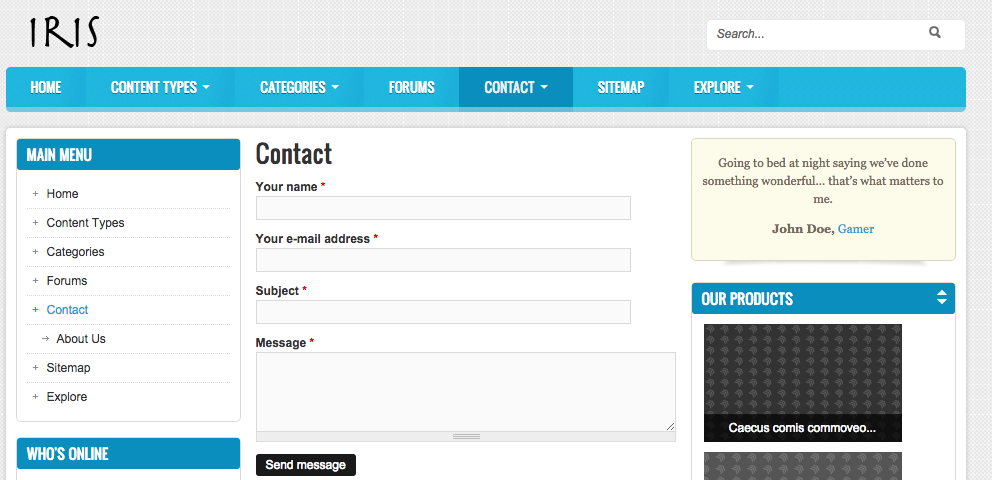 IRIS
Search...
HOME
CONTENT TYPES
CATEGORIES
FORUMS
CONTACT
SITEMAP
EXPLORE
MAIN MENU
Home
Content Types
Categories
Forums
Contact
About Us
Sitemap
Explore
WHO'S ONLINE
Contact
Your name *
Your e-mail address *
Subject *
Message *
Send message
Going to bed at night saying we've done
something wonderful... that's what matters to
me.
John Doe, Gamer
OUR PRODUCTS
Caecus comis commoveo...